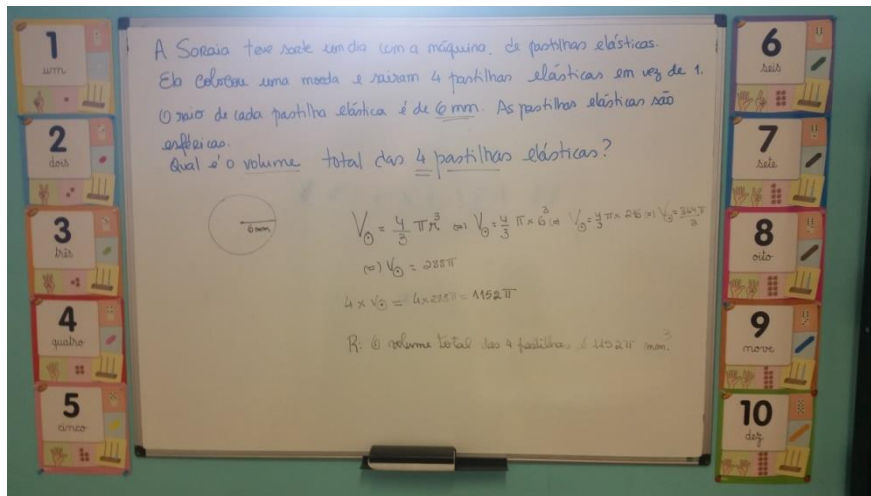 A Soraia teve sorte um dia com a máquina de pastilhas elásticas.
Ela colocou uma moeda e saíram 4 pastilhas elásticas em vez de 1.
O raio de cada pastilha elástica é de 6 mm. As pastilhas elásticas são
esféricas.
Qual é o volume total das 4 pastilhas elásticas?
6 mm
V = 4/3 π r³ (=) V = 4/3 π × 6³ (=) V = 4/3 π × 216 (=) V =
(=) V = 288π
4 × V = 4 × 288π = 1152π
R: O volume total das 4 pastilhas é 1152π mm³.
1
um
2
dois
3
três
4
quatro
5
cinco
6
seis
7
sete
8
oito
9
nove
10
dez